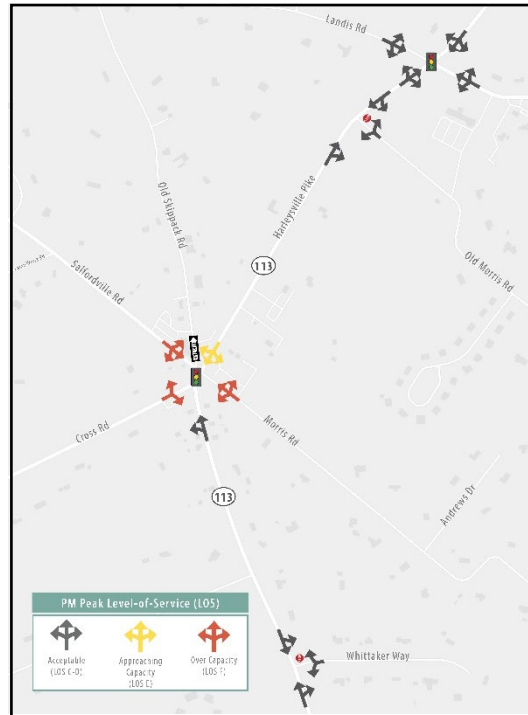 Landis Rd
Harleysville Pike
Old Skippack Rd
113
Salfordville Rd
Old Morris Rd
Cross Rd
Morris Rd
113
Andrews Dr
Whittaker Way
PM Peak Level-of-Service (LOS)
Acceptable
(LOS C-D)
Approaching
Capacity
(LOS E)
Over Capacity
(LOS F)